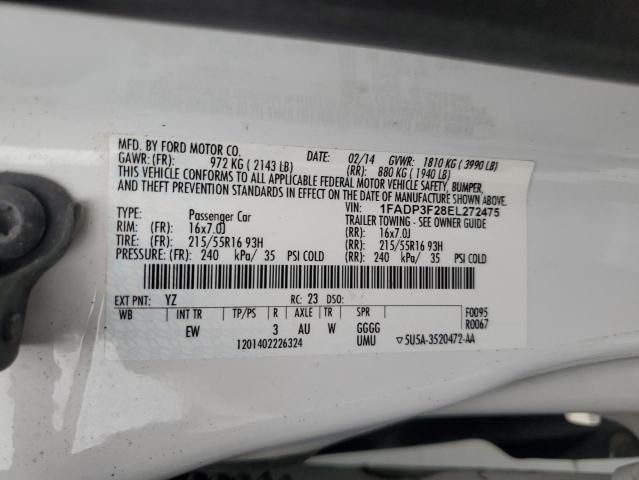 MFD. BY FORD MOTOR CO.
DATE: 02/14 GVWR: 1810 KG ( 3990 LB)
GAWR: (FR): 972 KG ( 2143 LB) (RR): 880 KG ( 1940 LB)
THIS VEHICLE CONFORMS TO ALL APPLICABLE FEDERAL MOTOR VEHICLE SAFETY, BUMPER,
AND THEFT PREVENTION STANDARDS IN EFFECT ON THE DATE OF MANUFACTURE SHOWN ABOVE.
VIN: 1FADP3F28EL272475
Passenger Car TRAILER TOWING - SEE OWNER GUIDE
RIM: (FR): 16x7.0J (RR): 16x7.0J
TIRE: (FR): 215/55R16 93H (RR): 215/55R16 93H
PRESSURE: (FR): 240 kPa/ 35 PSI COLD (RR): 240 kPa/ 35 PSI COLD
EXT PNT: YZ RC: 23 DSO:
WB INT TR TP/PS R AXLE TR SPR F0095
R0067
EW 3 AU W GGGG
1201402226324 UMU ▽5U5A-3520472-AA